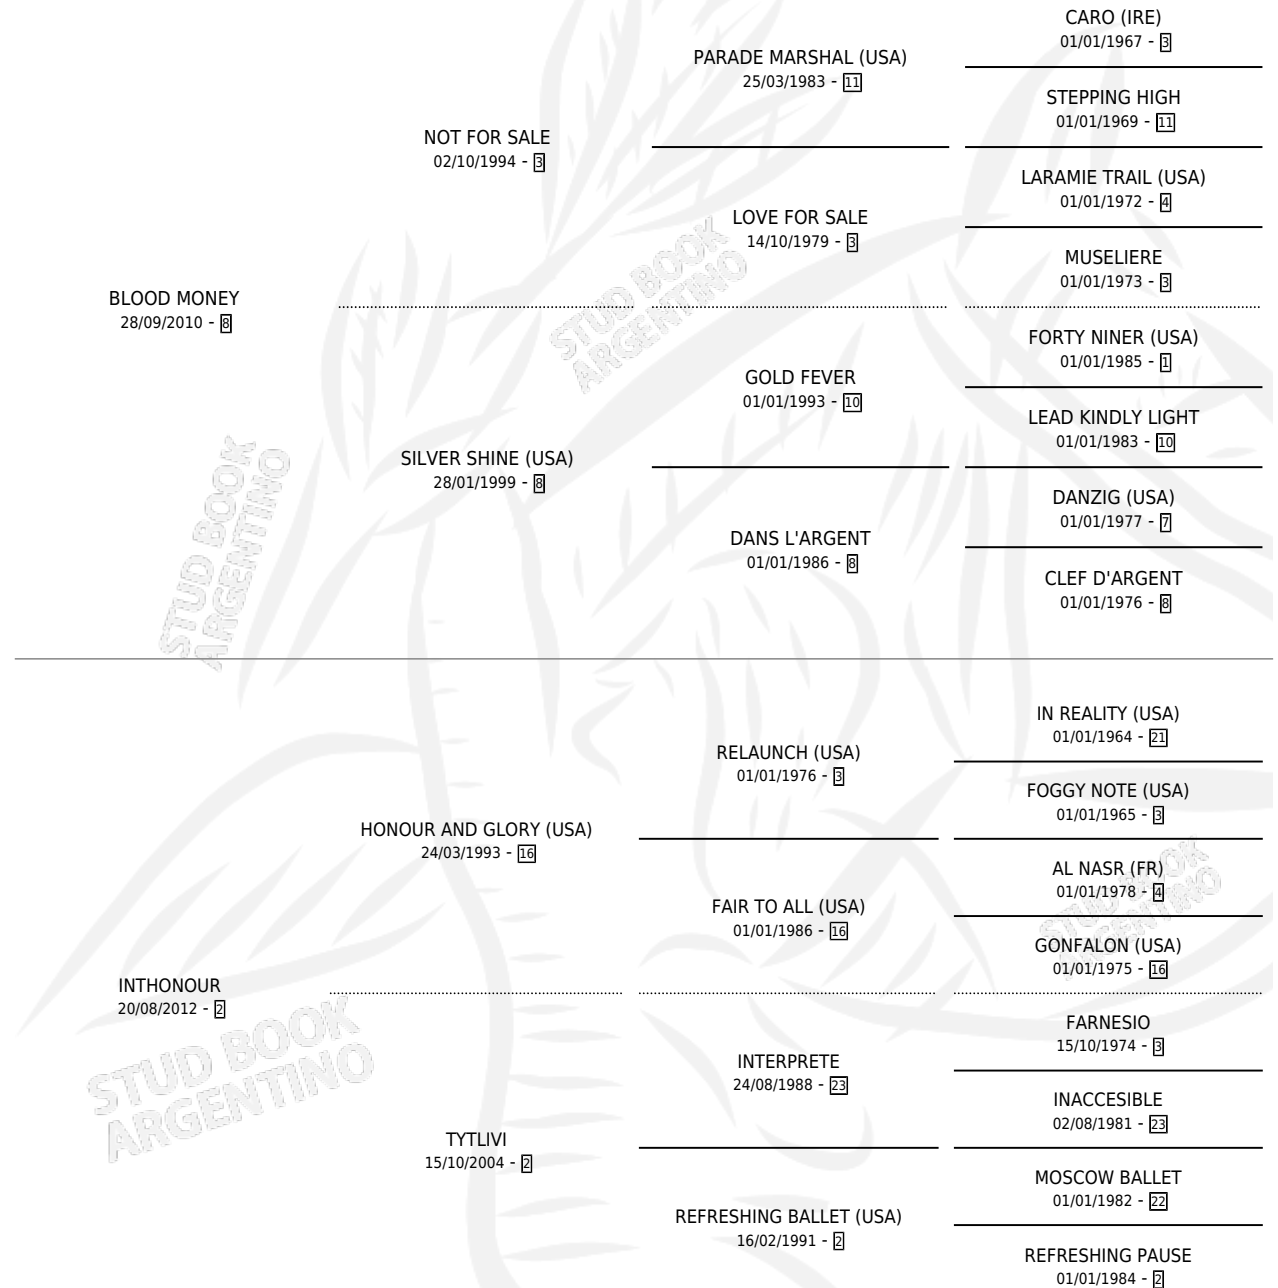 CARO (IRE)
01/01/1967 - 3
PARADE MARSHAL (USA)
25/03/1983 - 11
STEPPING HIGH
01/01/1969 - 11
NOT FOR SALE
02/10/1994 - 3
LARAMIE TRAIL (USA)
01/01/1972 - 4
LOVE FOR SALE
14/10/1979 - 3
MUSELIERE
01/01/1973 - 3
BLOOD MONEY
28/09/2010 - 8
FORTY NINER (USA)
01/01/1985 - 1
GOLD FEVER
01/01/1993 - 10
LEAD KINDLY LIGHT
01/01/1983 - 10
SILVER SHINE (USA)
28/01/1999 - 8
DANZIG (USA)
01/01/1977 - 7
DANS L'ARGENT
01/01/1986 - 8
CLEF D'ARGENT
01/01/1976 - 8
IN REALITY (USA)
01/01/1964 - 21
RELAUNCH (USA)
01/01/1976 - 3
FOGGY NOTE (USA)
01/01/1965 - 3
HONOUR AND GLORY (USA)
24/03/1993 - 16
AL NASR (FR)
01/01/1978 - 4
FAIR TO ALL (USA)
01/01/1986 - 16
GONFALON (USA)
01/01/1975 - 16
INTHONOUR
20/08/2012 - 2
FARNESIO
15/10/1974 - 3
INTERPRETE
24/08/1988 - 23
INACCESIBLE
02/08/1981 - 23
TYTLIVI
15/10/2004 - 2
MOSCOW BALLET
01/01/1982 - 22
REFRESHING BALLET (USA)
16/02/1991 - 2
REFRESHING PAUSE
01/01/1984 - 2
STUD BOOK
ARGENTINO
STUD BOOK
ARGENTINO
STUD BOOK
ARGENTINO
STUD BOOK
ARGENTINO